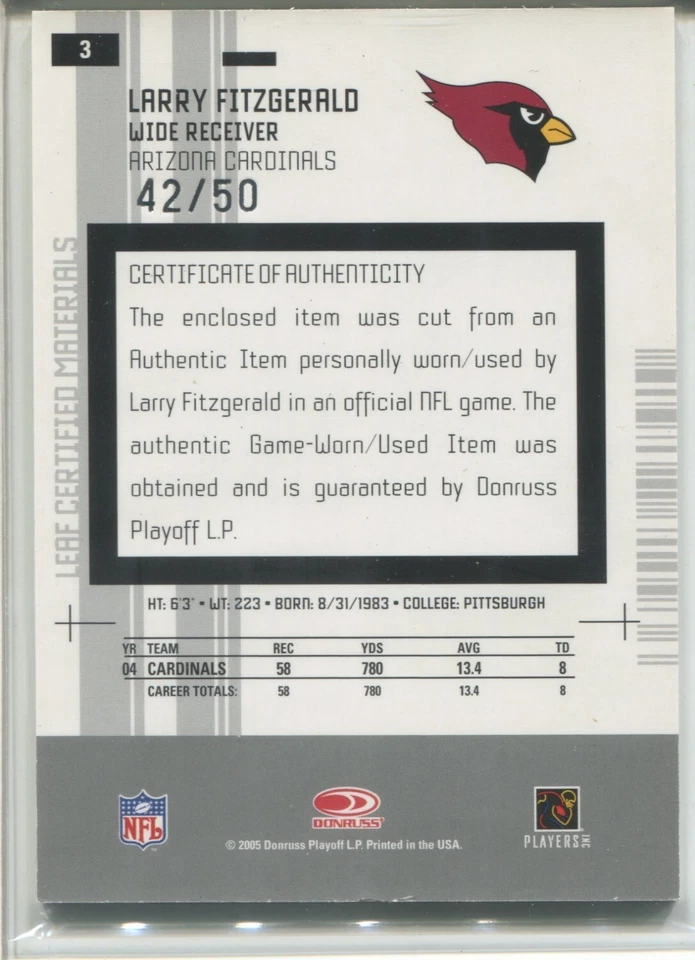 3
LARRY FITZGERALD
WIDE RECEIVER
ARIZONA CARDINALS
42/50
LEAF CERTIFIED MATERIALS
CERTIFICATE OF AUTHENTICITY
The enclosed item was cut from an
Authentic Item personally worn/used by
Larry Fitzgerald in an official NFL game. The
authentic Game-Worn/Used Item was
obtained and is guaranteed by Donruss
Playoff L.P.
HT: 6'3" • WT: 223 • BORN: 8/31/1983 • COLLEGE: PITTSBURGH
YR TEAM REC YDS AVG TD
04 CARDINALS 58 780 13.4 8
CAREER TOTALS: 58 780 13.4 8
NFL
DONRUSS
PLAYERS INC
© 2005 Donruss Playoff L.P. Printed in the USA.